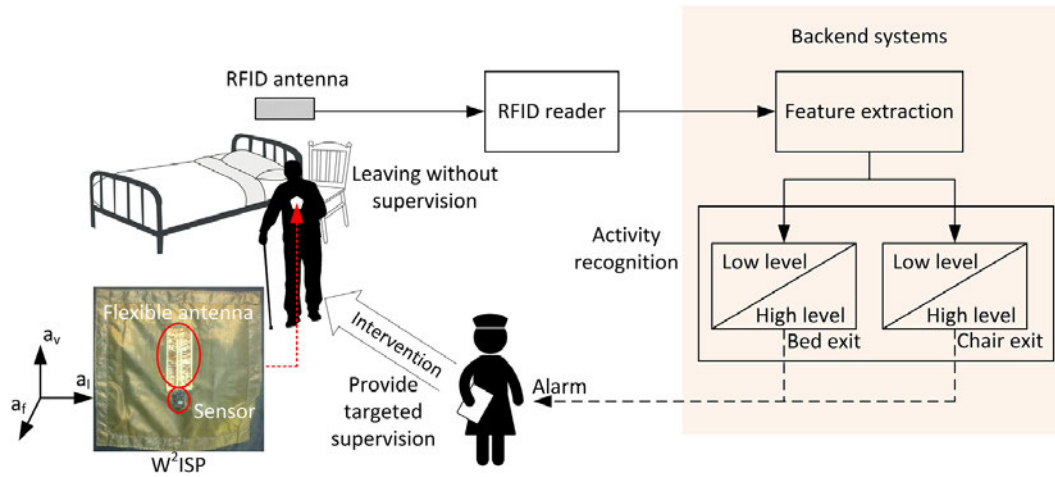 Backend systems
RFID antenna
RFID reader
Feature extraction
Leaving without
supervision
Activity
recognition
Low level
High level
Bed exit
Low level
High level
Chair exit
Flexible antenna
Sensor
a_v
a_l
a_f
W²ISP
Intervention
Provide
targeted
supervision
Alarm